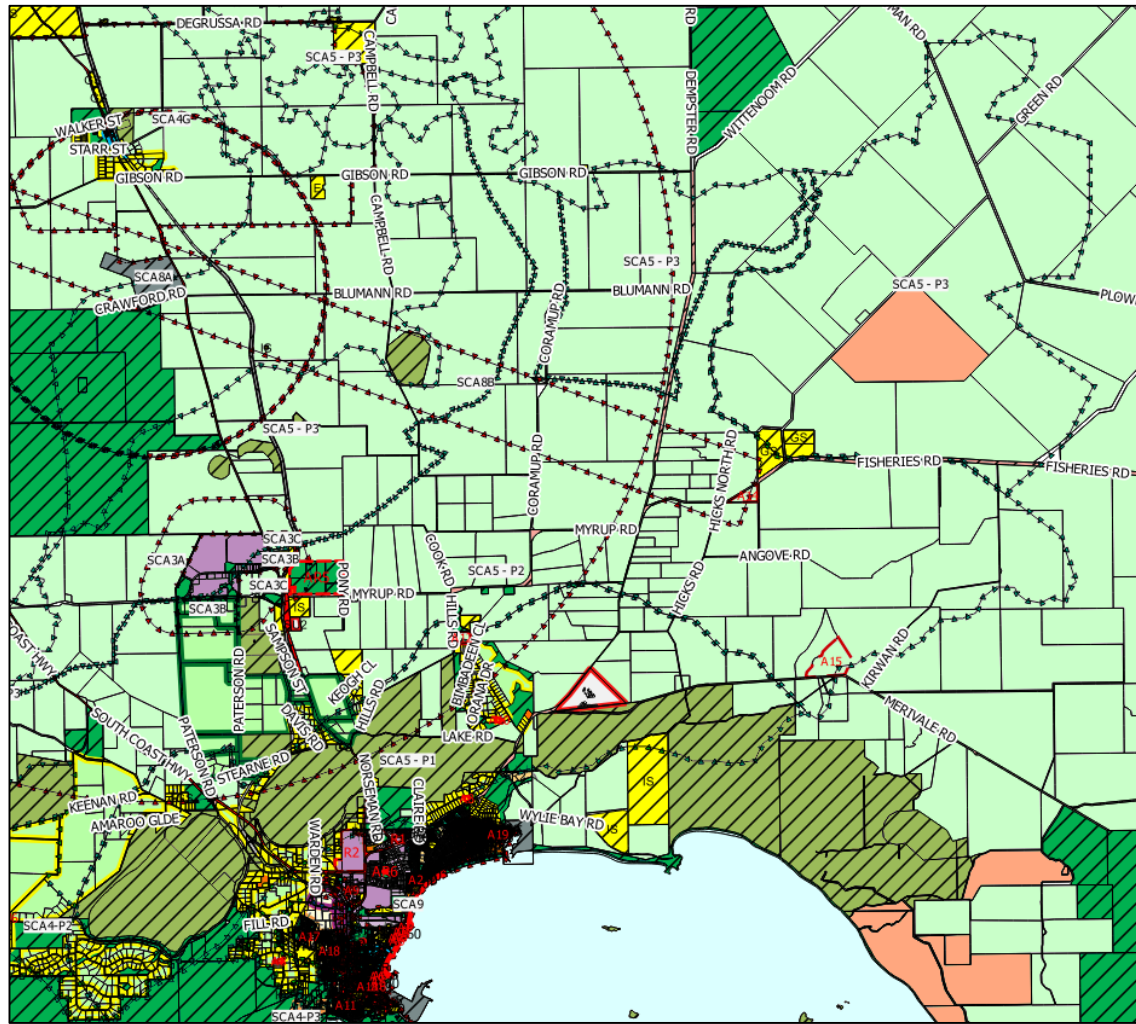 DEGRUSSA RD
CAMPBELL RD
SCA5 - P3
DEMPSTER RD
WITTENOOM RD
GREEN RD
WALKER ST
SCA4G
STARR ST
GIBSON RD
GIBSON RD
GIBSON RD
CAMPBELL-RD
SCA8A
CRAWFORD RD
BLUMANN RD
SCA5 - P3
BLUMANN RD
SCA5 - P3
CORAMUP RD
IS
SCA8B
SCA5 - P3
CORAMUP RD
HICKS NORTH RD
GS
FISHERIES RD
FISHERIES RD
MYRUP RD
SCA3C
SCA3A
SCA3B
SCA3C
PONY RD
MYRUP RD
COOK RD
SCA5 - P2
ANGOVE RD
HICKS RD
SCA3B
IS
HILLS RD
SAMPSON ST
PATERSON RD
KEOGH CL
HILLS RD
BINBADEEN CL
KOPANA DR
A15
KIRWAN RD
MERIVALE RD
SOUTH COAST HWY
PATERSON RD
DAVIS RD
LAKE RD
STEARNE RD
SCA5 - P1
KEENAN RD
AMAROO GLDE
NORSEMAN RD
WARDEN RD
IS
WYLIE BAY RD
IS
R2
A19
A2
SCA9
SCA4-P2
FILL RD
A17
A18
A11
SCA4-P3